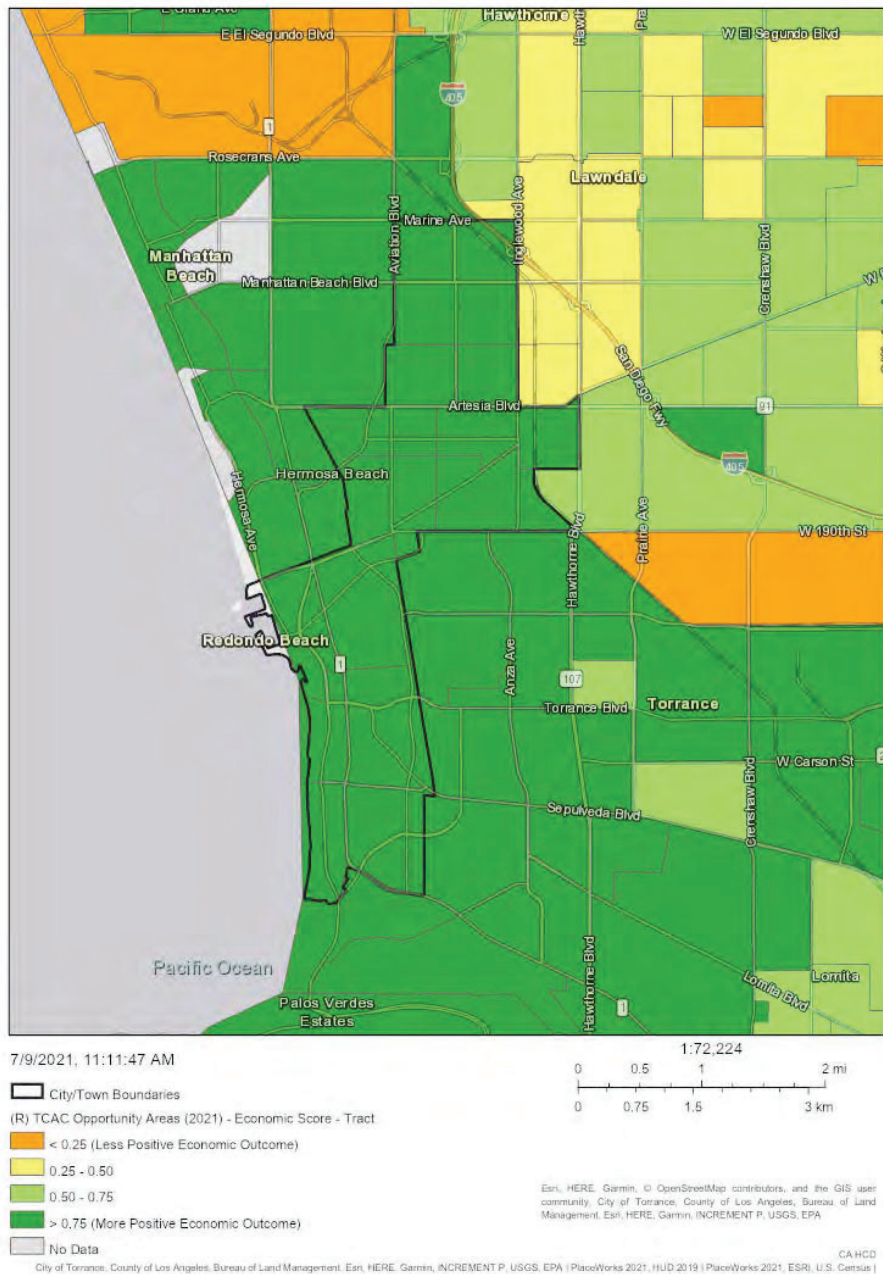 E Grand Ave
Hawthorne
E El Segundo Blvd
W El Segundo Blvd
405
1
Rosecrans Ave
Lawndale
Inglewood Ave
Aviation Blvd
Marine Ave
Manhattan
Beach
Crenshaw Blvd
Manhattan Beach Blvd
San Diego Fwy
Artesia Blvd
91
Hermosa Beach
405
Hermosa Ave
Hawthorne Blvd
Prairie Ave
W 190th St
Redondo Beach
1
Anza Ave
107
Torrance Blvd
Torrance
W Carson St
Crenshaw Blvd
Sepulveda Blvd
Pacific Ocean
Hawthorne Blvd
Lomita Blvd
Lomita
Palos Verdes
Estates
1
7/9/2021, 11:11:47 AM
1:72,224
0 0.5 1 2 mi
0 0.75 1.5 3 km
City/Town Boundaries
(R) TCAC Opportunity Areas (2021) - Economic Score - Tract
< 0.25 (Less Positive Economic Outcome)
0.25 - 0.50
0.50 - 0.75
> 0.75 (More Positive Economic Outcome)
No Data
Esri, HERE, Garmin, © OpenStreetMap contributors, and the GIS user
community, City of Torrance, County of Los Angeles, Bureau of Land
Management, Esri, HERE, Garmin, INCREMENT P, USGS, EPA
CA HCD
City of Torrance, County of Los Angeles, Bureau of Land Management, Esri, HERE, Garmin, INCREMENT P, USGS, EPA | PlaceWorks 2021, HUD 2019 | PlaceWorks 2021, ESRI, U.S. Census |